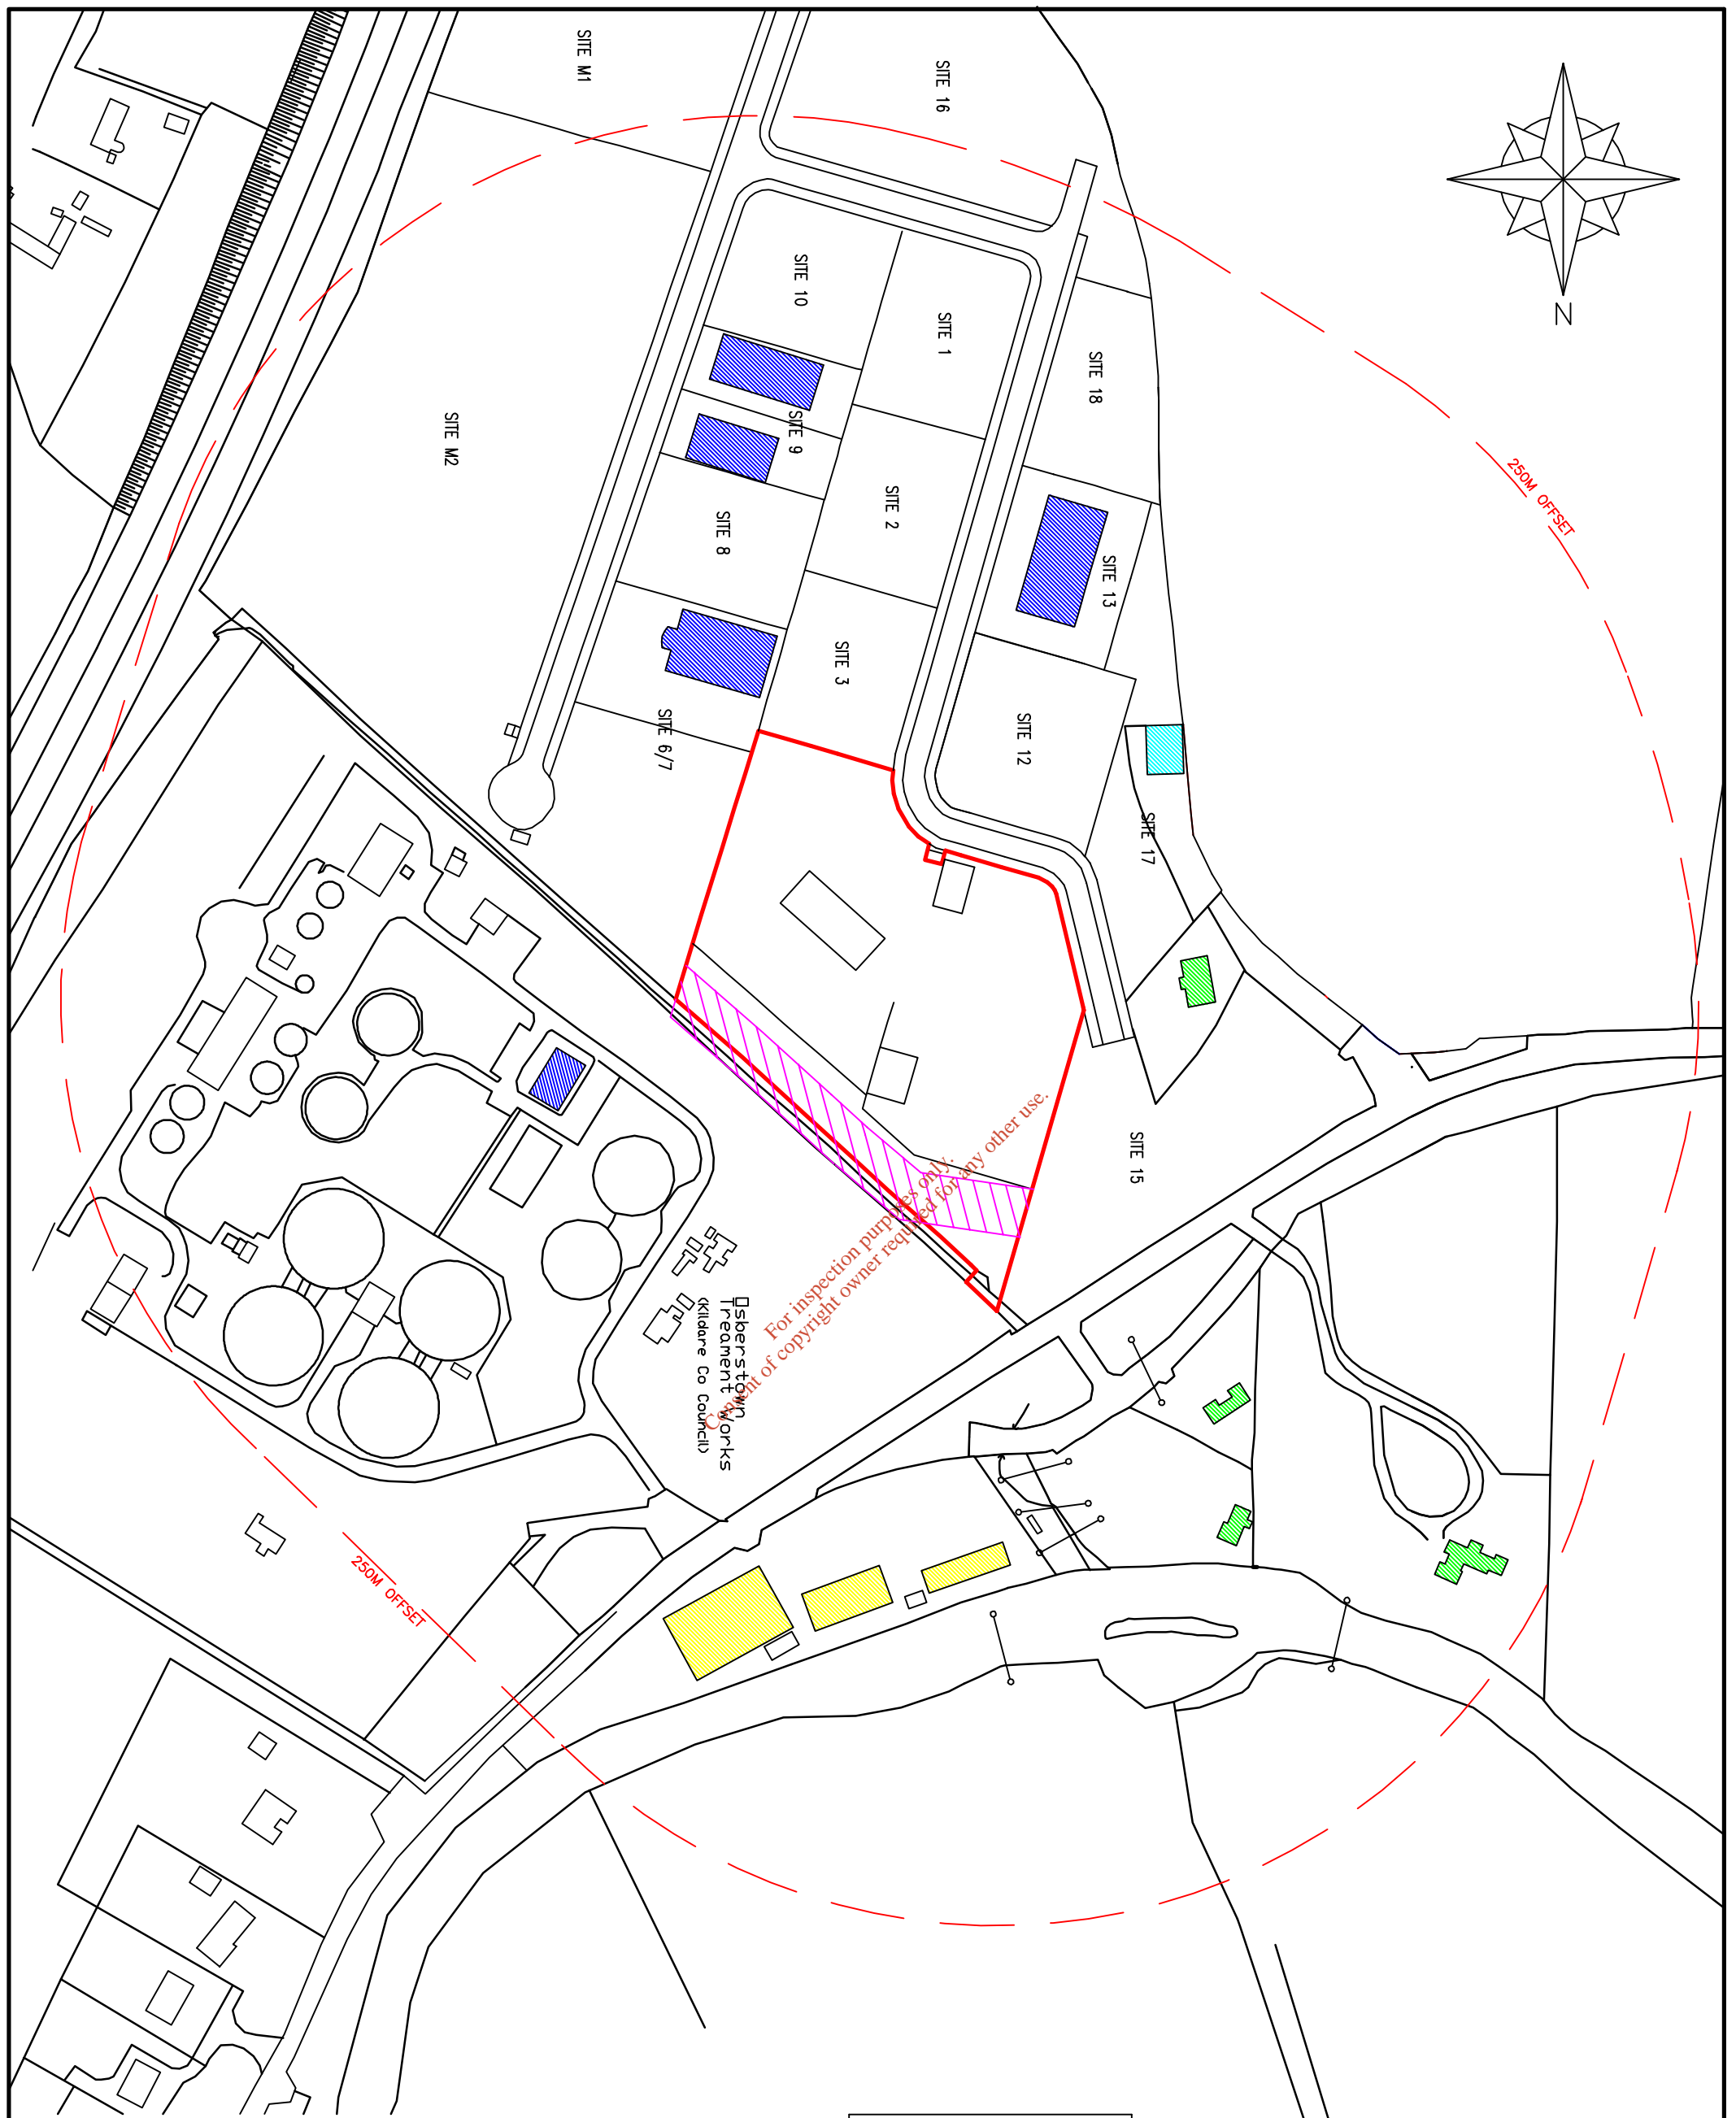 SITE M1
SITE 16
N
SITE 10
SITE 1
SITE 18
SITE M2
SITE 9
250M OFFSET
SITE 2
SITE 8
SITE 13
SITE 3
SITE 6/7
SITE 12
SITE 17
SITE 15
For inspection purposes only.
Consent of copyright owner required for any other use.
Osberstown
Treament Works
(Kildare Co Council)
250M OFFSET